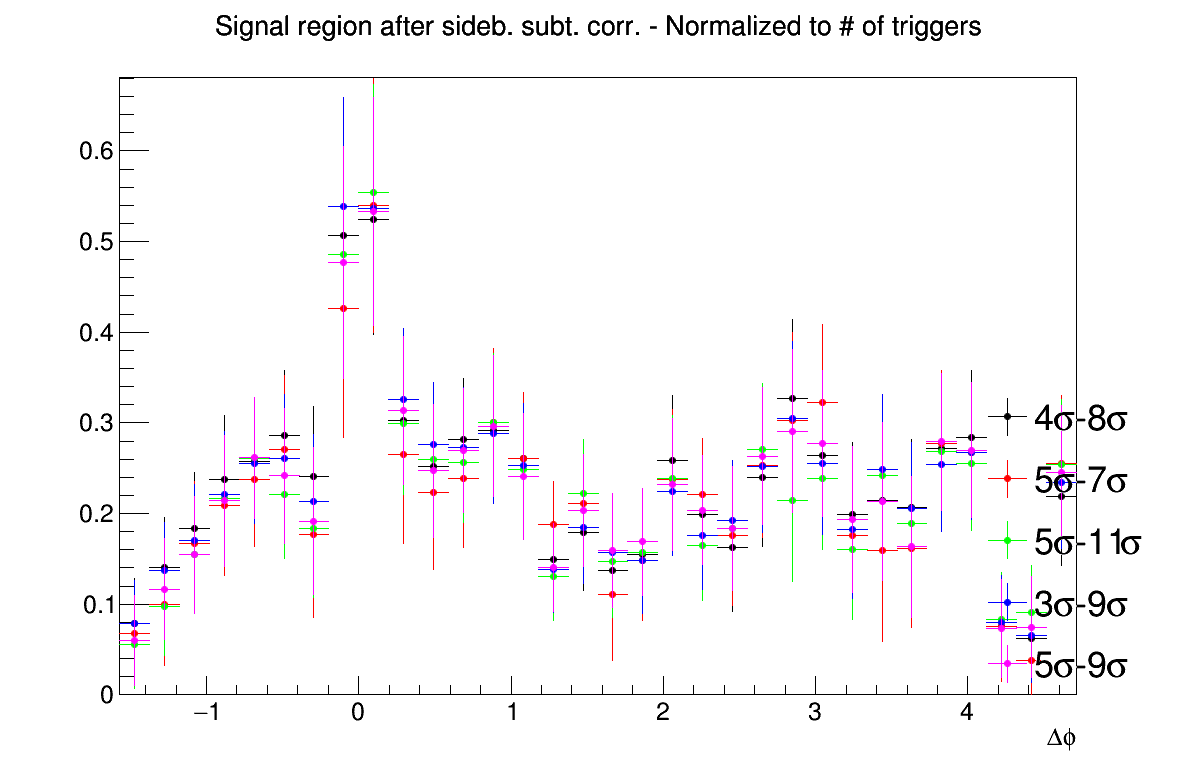 Signal region after sideb. subt. corr. - Normalized to # of triggers
0.6
0.5
0.4
0.3
0.2
0.1
0
4σ-8σ
5σ-7σ
5σ-11σ
3σ-9σ
5σ-9σ
−1 0 1 2 3 4
Δϕ